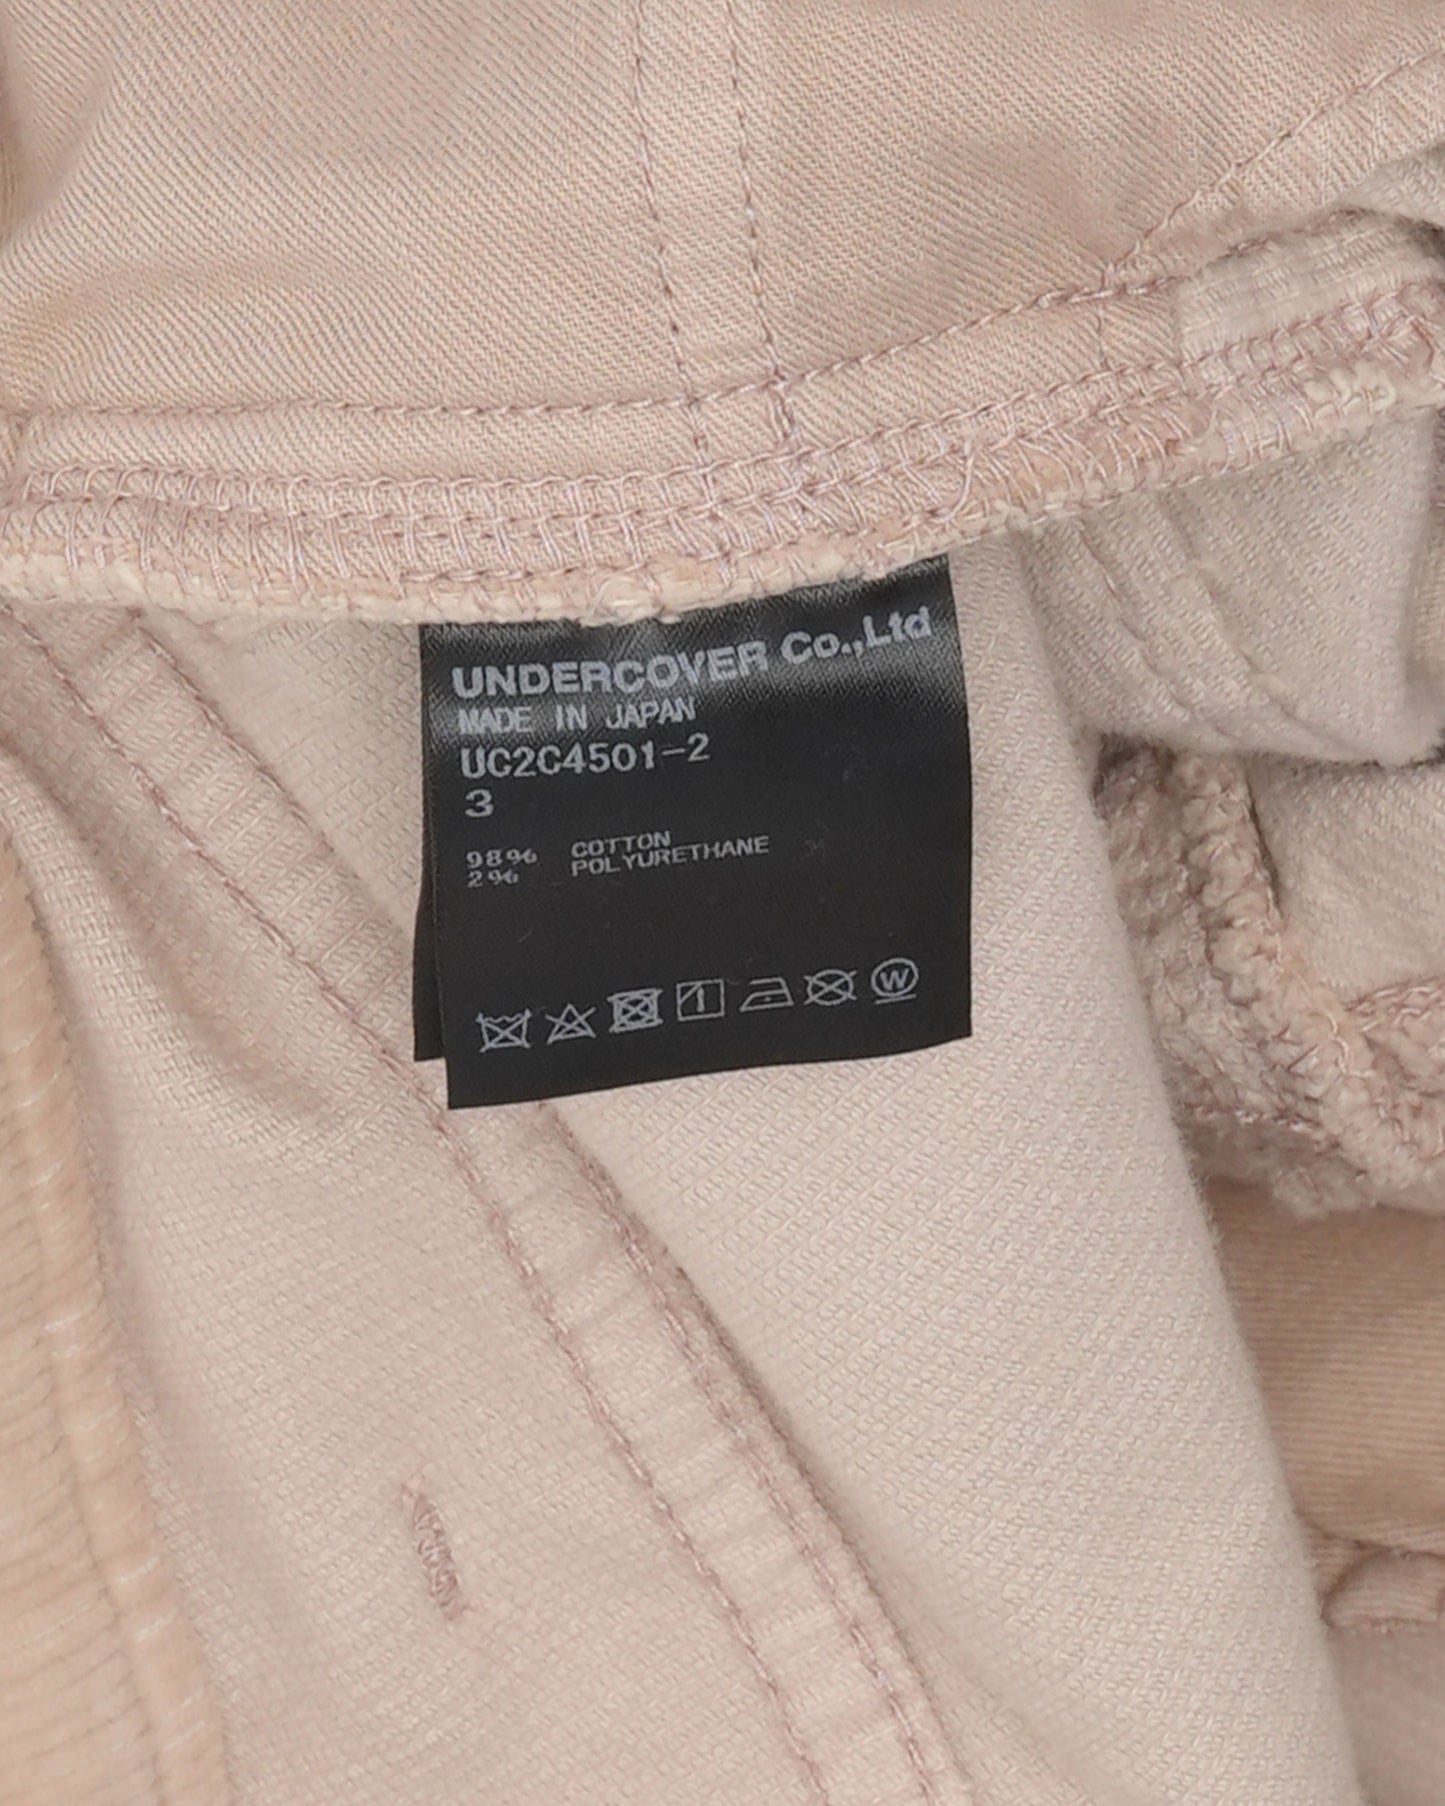 UNDERCOVER Co.,Ltd
MADE IN JAPAN
UC2C4501-2
3
98% COTTON
2% POLYURETHANE
W